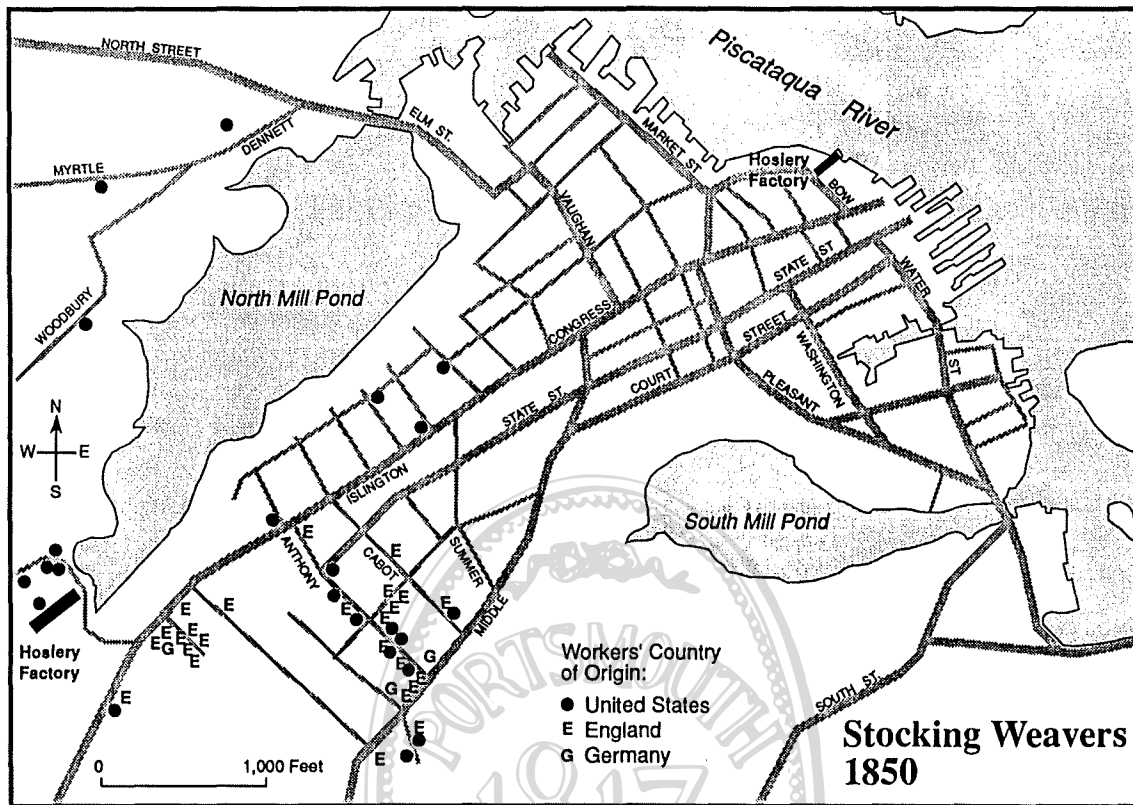 NORTH STREET
ELM ST.
DENNETT
MYRTLE
WOODBURY
North Mill Pond
Piscataqua
River
MARKET ST
Hosiery
Factory
BOW
VAUGHAN
STATE ST
WATER
ST
CONGRESS
STATE ST
COURT
STREET
WASHINGTON
PLEASANT
South Mill Pond
SOUTH ST.
N
W
E
S
ISLINGTON
ANTHONY
CABOT
SUMMER
MIDDLE
E
E
E
E
E
E
E
E
E
E
E
E
G
E
E
E
E
E
E
E
G
E
G
E
E
E
E
E
E
E
Hosiery
Factory
0
1,000 Feet
Workers' Country
of Origin:
United States
E England
G Germany
PORTSMOUTH
1917
Stocking Weavers
1850